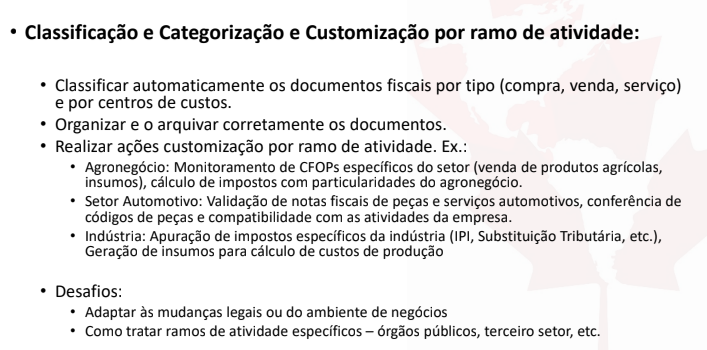 • Classificação e Categorização e Customização por ramo de atividade:
• Classificar automaticamente os documentos fiscais por tipo (compra, venda, serviço)
e por centros de custos.
• Organizar e o arquivar corretamente os documentos.
• Realizar ações customização por ramo de atividade. Ex.:
• Agronegócio: Monitoramento de CFOPs específicos do setor (venda de produtos agrícolas,
insumos), cálculo de impostos com particularidades do agronegócio.
• Setor Automotivo: Validação de notas fiscais de peças e serviços automotivos, conferência de
códigos de peças e compatibilidade com as atividades da empresa.
• Indústria: Apuração de impostos específicos da indústria (IPI, Substituição Tributária, etc.),
Geração de insumos para cálculo de custos de produção
• Desafios:
• Adaptar às mudanças legais ou do ambiente de negócios
• Como tratar ramos de atividade específicos – órgãos públicos, terceiro setor, etc.